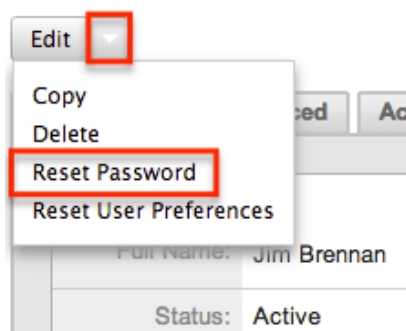 Edit
Copy
Delete
Reset Password
Reset User Preferences
Full Name: Jim Brennan
Status: Active